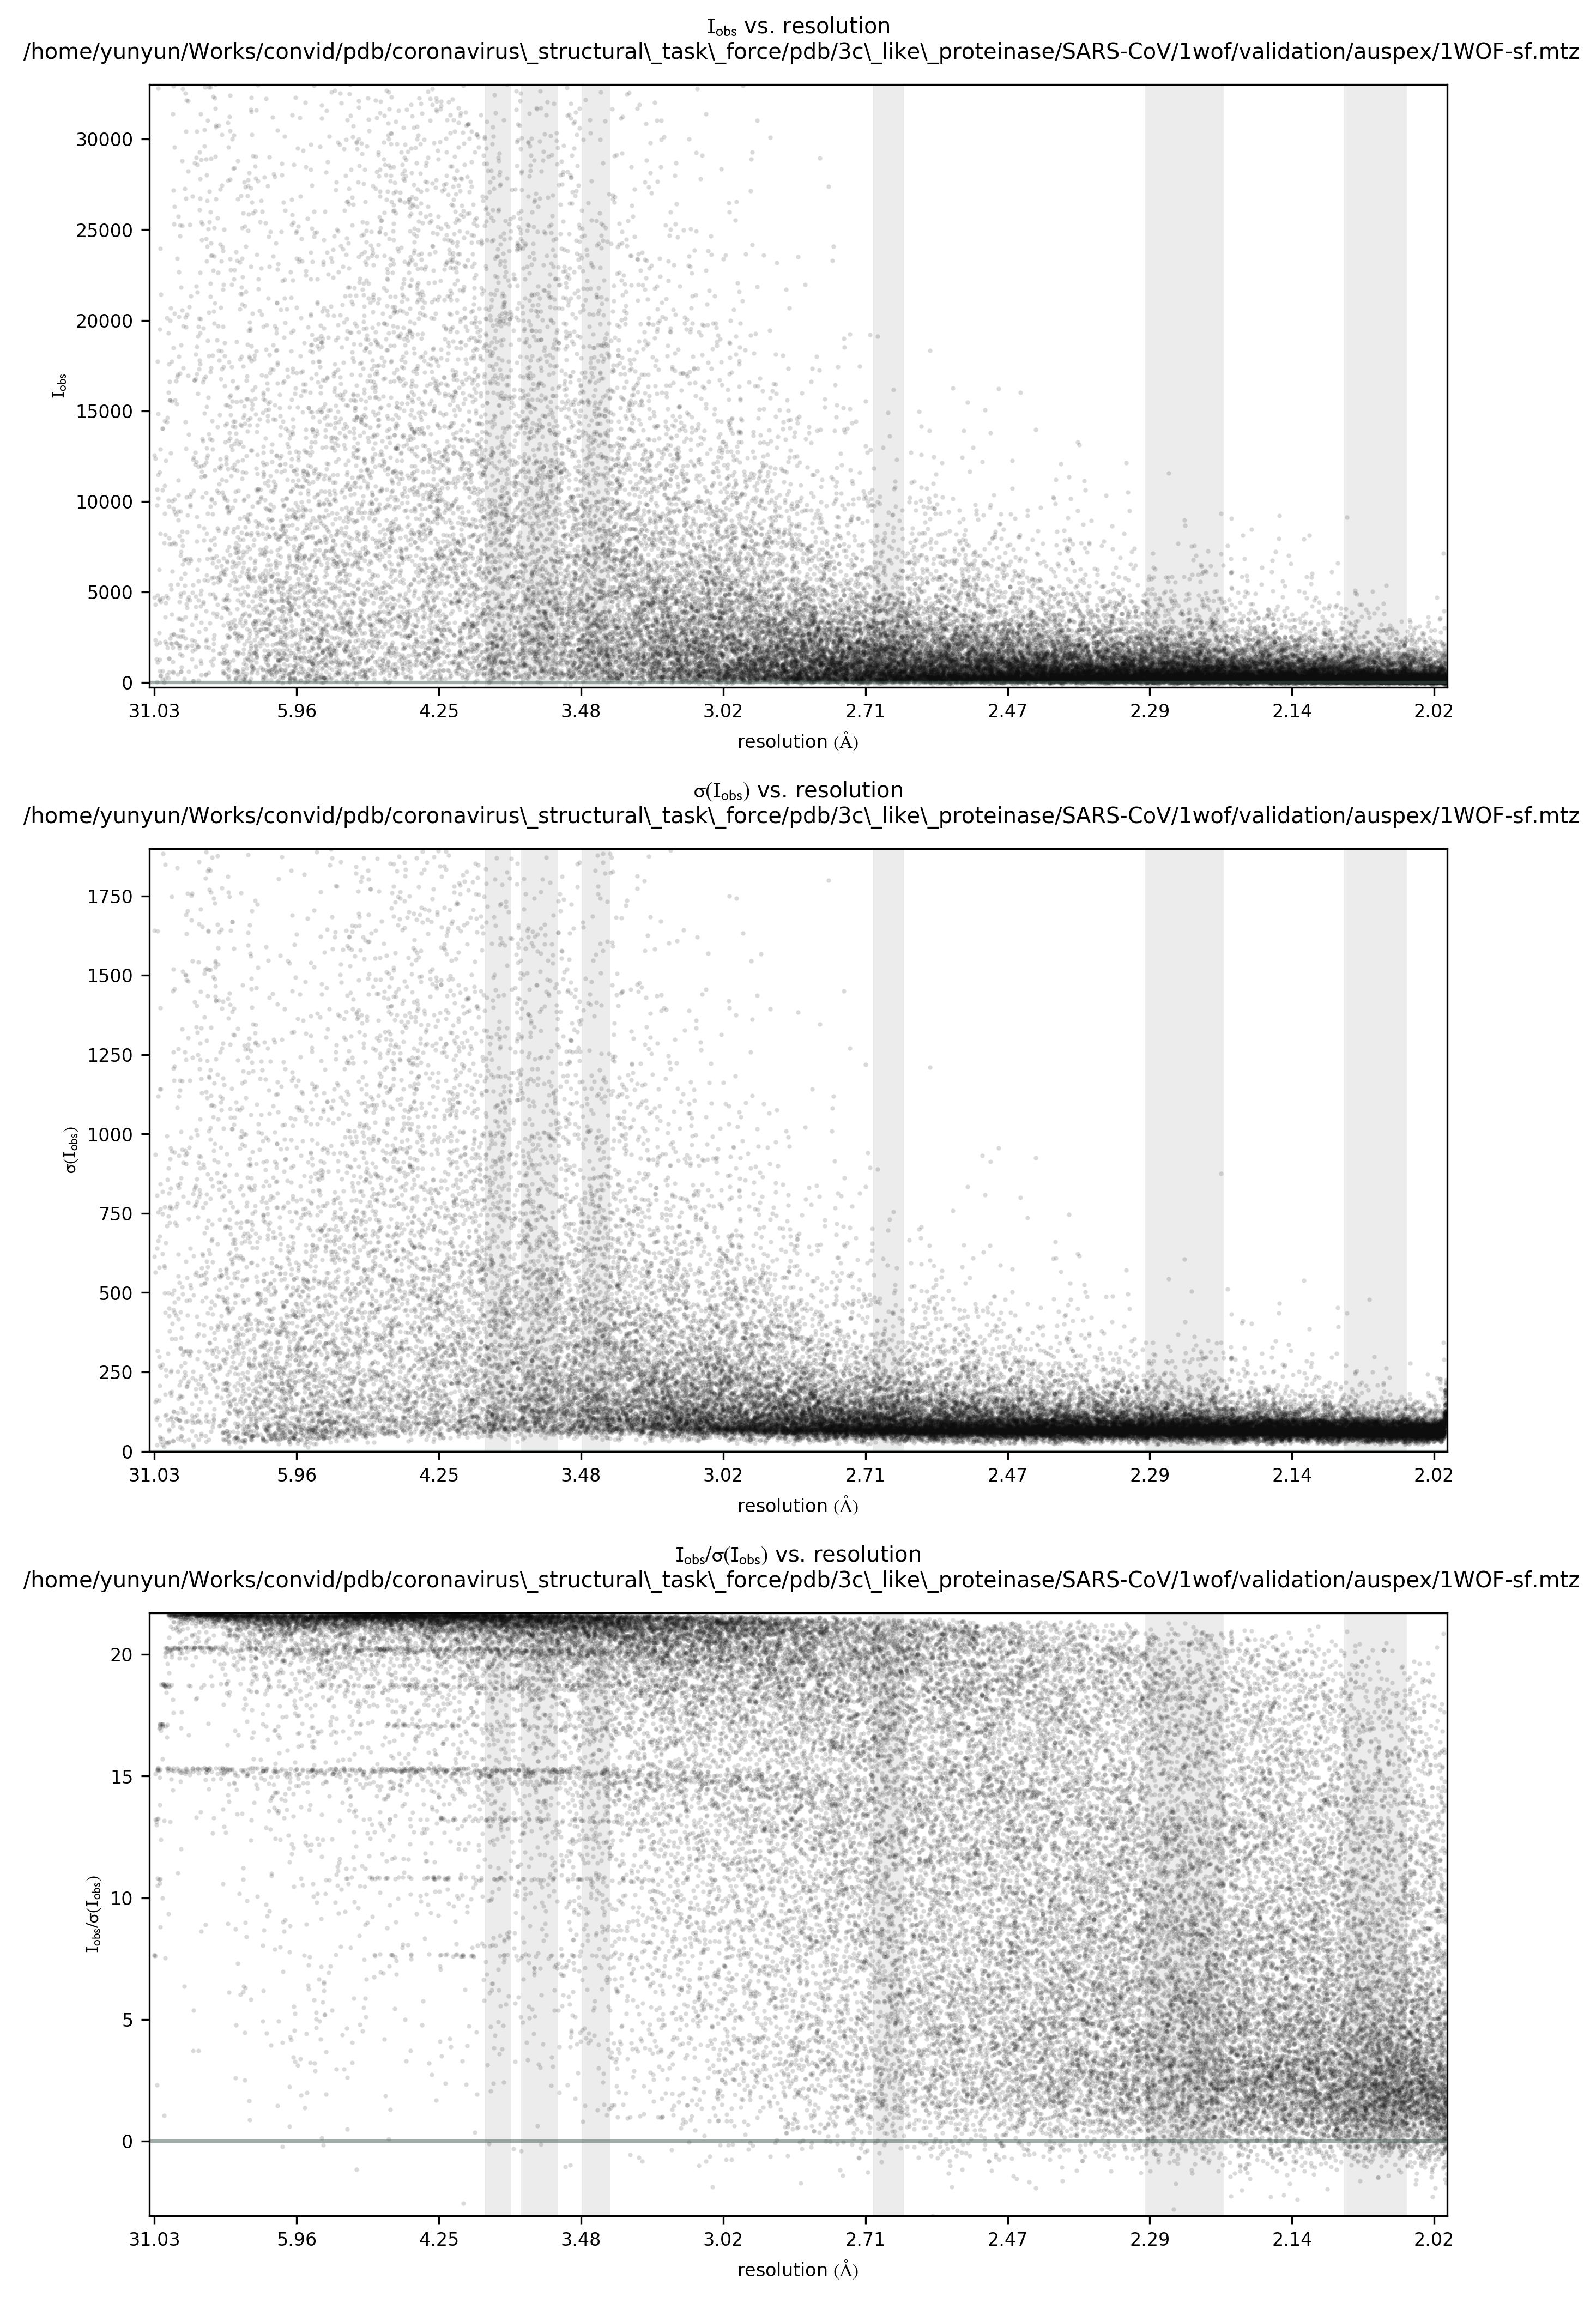 I_obs vs. resolution
/home/yunyun/Works/convid/pdb/coronavirus\_structural\_task\_force/pdb/3c\_like\_proteinase/SARS-CoV/1wof/validation/auspex/1WOF-sf.mtz
30000
25000
20000
15000
10000
5000
0
I_obs
31.03 5.96 4.25 3.48 3.02 2.71 2.47 2.29 2.14 2.02
resolution (Å)
σ(I_obs) vs. resolution
/home/yunyun/Works/convid/pdb/coronavirus\_structural\_task\_force/pdb/3c\_like\_proteinase/SARS-CoV/1wof/validation/auspex/1WOF-sf.mtz
1750
1500
1250
1000
750
500
250
0
σ(I_obs)
31.03 5.96 4.25 3.48 3.02 2.71 2.47 2.29 2.14 2.02
resolution (Å)
I_obs/σ(I_obs) vs. resolution
/home/yunyun/Works/convid/pdb/coronavirus\_structural\_task\_force/pdb/3c\_like\_proteinase/SARS-CoV/1wof/validation/auspex/1WOF-sf.mtz
20
15
10
5
0
I_obs/σ(I_obs)
31.03 5.96 4.25 3.48 3.02 2.71 2.47 2.29 2.14 2.02
resolution (Å)